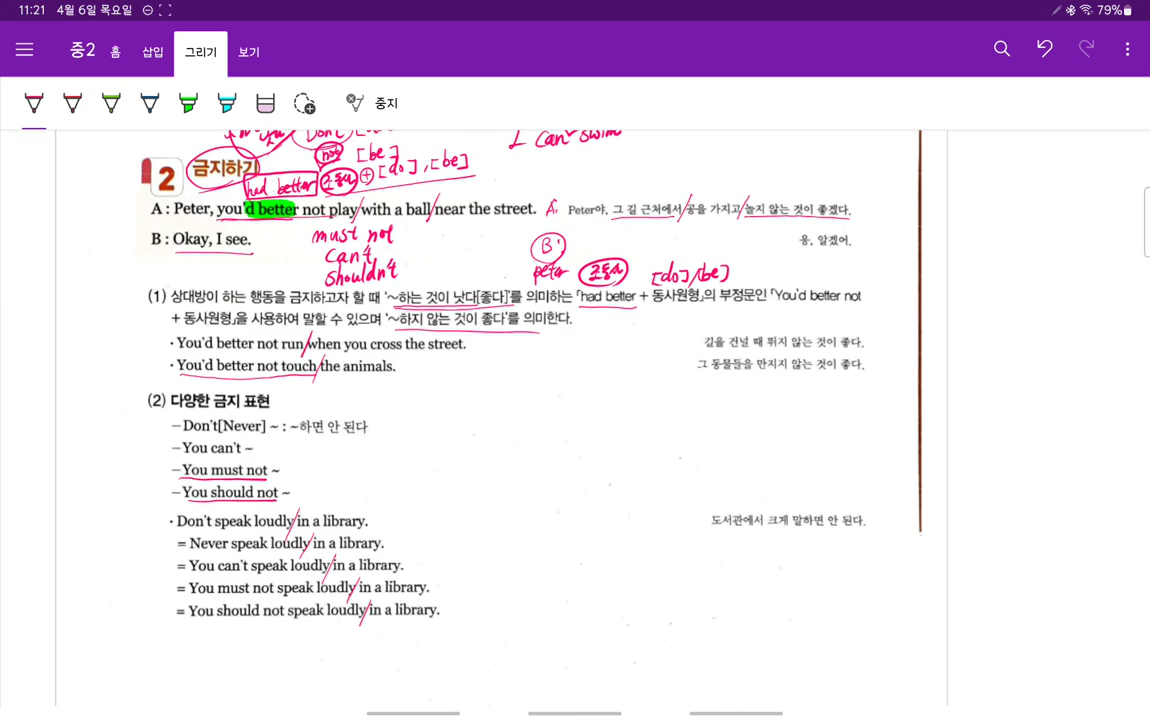 11:21 4월 6일 목요일 79%
중2 홈 삽입 그리기 보기
중지
I can swim
not [be]
2 금지하기
had better 조동사 + [do], [be]
A : Peter, you'd better not play with a ball near the street. A: Peter야, 그 길 근처에서 공을 가지고 놀지 않는 것이 좋겠다.
B : Okay, I see. 응, 알겠어.
must not
can't
shouldn't
B:
peter 조동사 [do]/[be]
(1) 상대방이 하는 행동을 금지하고자 할 때 '~하는 것이 낫다[좋다]'를 의미하는 「had better + 동사원형」의 부정문인 「You'd better not
+ 동사원형」을 사용하여 말할 수 있으며 '~하지 않는 것이 좋다'를 의미한다.
· You'd better not run when you cross the street. 길을 건널 때 뛰지 않는 것이 좋다.
· You'd better not touch the animals. 그 동물들을 만지지 않는 것이 좋다.
(2) 다양한 금지 표현
– Don't[Never] ~ : ~하면 안 된다
– You can't ~
– You must not ~
– You should not ~
· Don't speak loudly in a library. 도서관에서 크게 말하면 안 된다.
= Never speak loudly in a library.
= You can't speak loudly in a library.
= You must not speak loudly in a library.
= You should not speak loudly in a library.